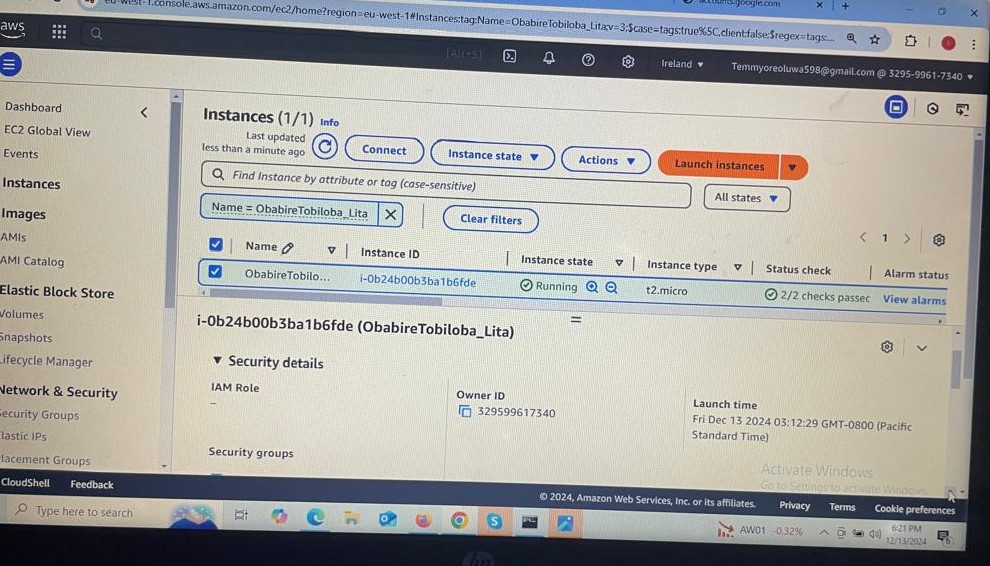 eu-west-1.console.aws.amazon.com/ec2/home?region=eu-west-1#Instances:tag:Name=ObabireTobiloba_Lita;v=3;$case=tags:true%5C,client:false;$regex=tags:...
accounts.google.com
aws
[Alt+S]
Ireland
Temmyoreoluwa598@gmail.com @ 3295-9961-7340
Dashboard
EC2 Global View
Events
Instances
Images
AMIs
AMI Catalog
Elastic Block Store
Volumes
Snapshots
Lifecycle Manager
Network & Security
Security Groups
Elastic IPs
Placement Groups
CloudShell
Feedback
Instances (1/1) Info
Last updated
less than a minute ago
Connect
Instance state
Actions
Launch instances
Find Instance by attribute or tag (case-sensitive)
All states
Name = ObabireTobiloba_Lita
Clear filters
1
Name
Instance ID
Instance state
Instance type
Status check
Alarm status
ObabireTobilo...
i-0b24b00b3ba1b6fde
Running
t2.micro
2/2 checks passec
View alarms
i-0b24b00b3ba1b6fde (ObabireTobiloba_Lita)
Security details
IAM Role
–
Owner ID
329599617340
Launch time
Fri Dec 13 2024 03:12:29 GMT-0800 (Pacific
Standard Time)
Security groups
Activate Windows
Go to Settings to activate Windows.
© 2024, Amazon Web Services, Inc. or its affiliates.
Privacy
Terms
Cookie preferences
Type here to search
AW01 -0.32%
6:21 PM
12/13/2024
hp